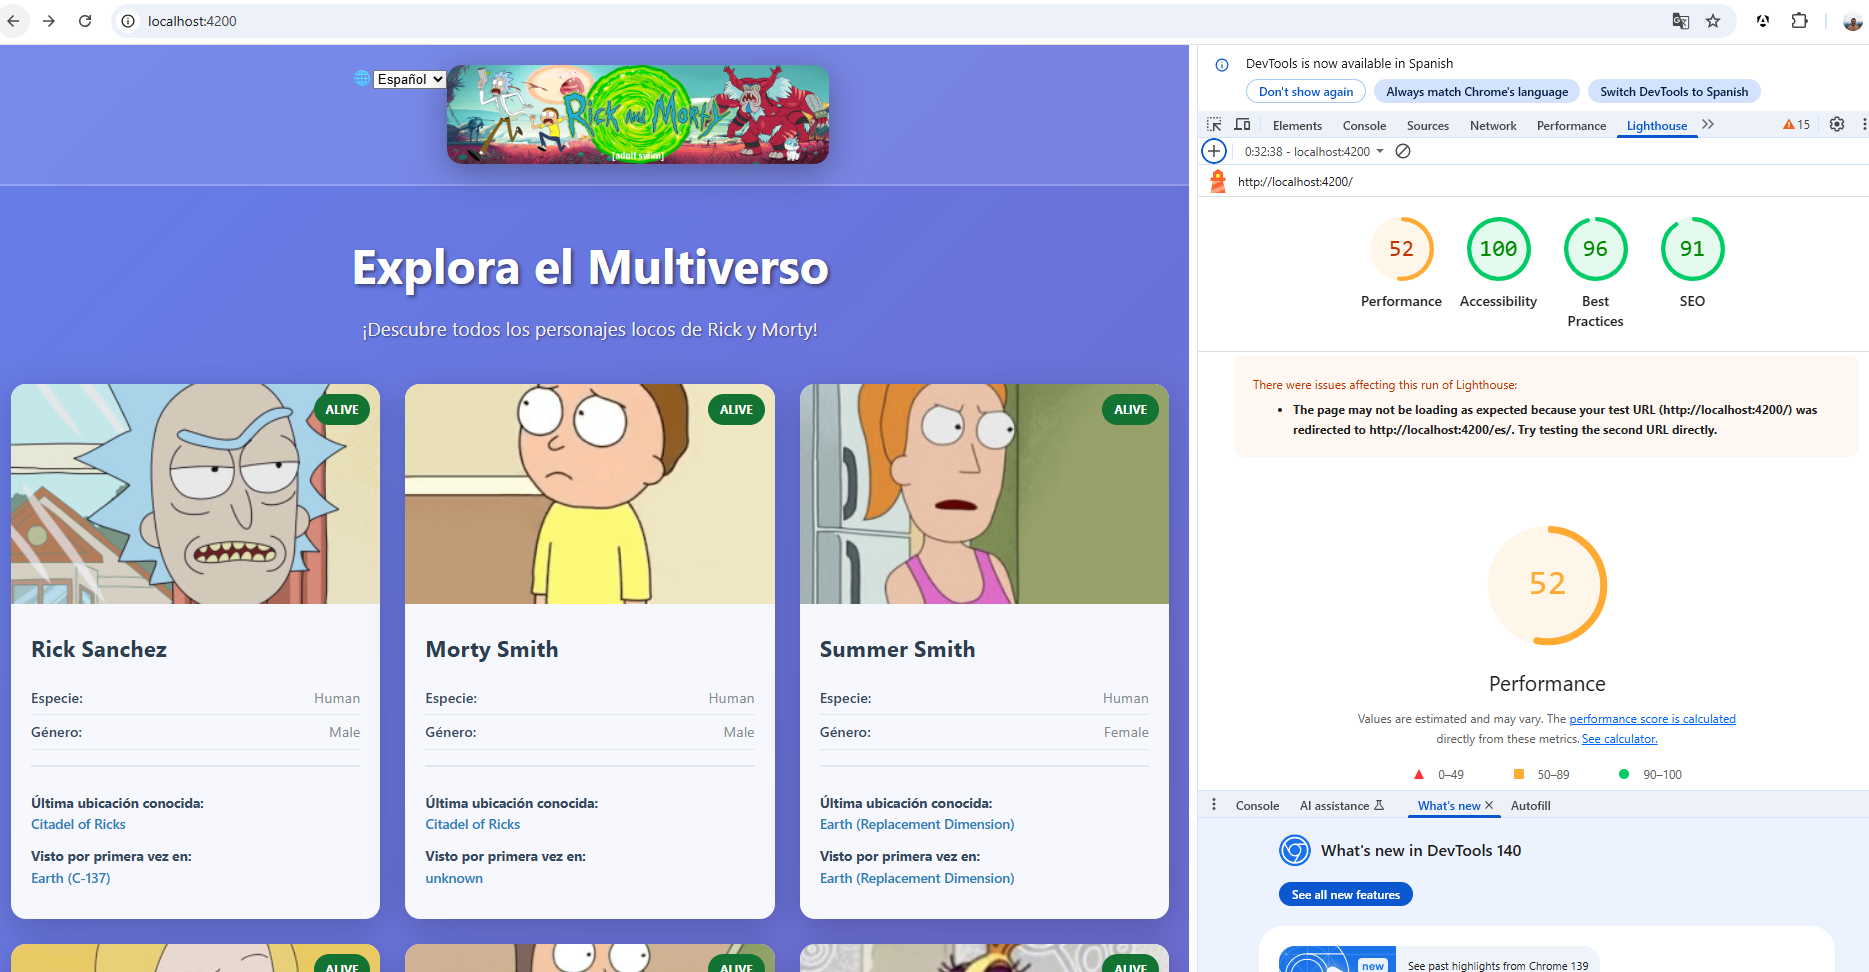 localhost:4200
DevTools is now available in Spanish
Don't show again
Always match Chrome's language
Switch DevTools to Spanish
Elements
Console
Sources
Network
Performance
Lighthouse
15
0:32:38 - localhost:4200
http://localhost:4200/
52
100
96
91
Performance
Accessibility
Best
Practices
SEO
There were issues affecting this run of Lighthouse:
The page may not be loading as expected because your test URL (http://localhost:4200/) was
redirected to http://localhost:4200/es/. Try testing the second URL directly.
52
Performance
Values are estimated and may vary. The performance score is calculated
directly from these metrics. See calculator.
0–49
50–89
90–100
Console
AI assistance
What's new
Autofill
What's new in DevTools 140
See all new features
new
See past highlights from Chrome 139
Español
Rick and Morty
[adult swim]
Explora el Multiverso
¡Descubre todos los personajes locos de Rick y Morty!
ALIVE
Rick Sanchez
Especie:
Human
Género:
Male
Última ubicación conocida:
Citadel of Ricks
Visto por primera vez en:
Earth (C-137)
ALIVE
Morty Smith
Especie:
Human
Género:
Male
Última ubicación conocida:
Citadel of Ricks
Visto por primera vez en:
unknown
ALIVE
Summer Smith
Especie:
Human
Género:
Female
Última ubicación conocida:
Earth (Replacement Dimension)
Visto por primera vez en:
Earth (Replacement Dimension)
ALIVE
ALIVE
ALIVE